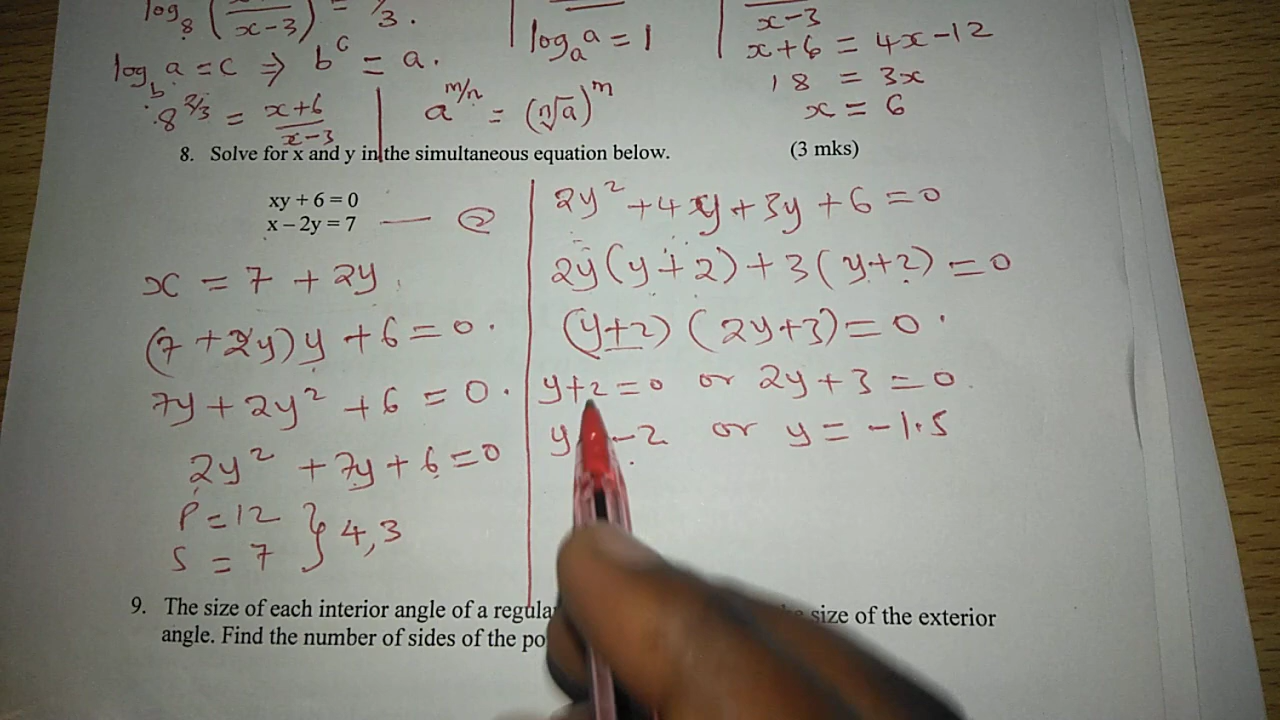 log₈ (/x-3) = 2/3.
log_b a = c ⇒ b^c = a.
8^2/3 = x+6/x-3
log_a a = 1
a^m/n = (ⁿ√a)^m
x-3
x+6 = 4x-12
18 = 3x
x = 6
8. Solve for x and y in the simultaneous equation below. (3 mks)
xy + 6 = 0
x – 2y = 7 — ②
x = 7 + 2y
(7 + 2y) y + 6 = 0.
7y + 2y² + 6 = 0.
2y² + 7y + 6 = 0
P = 12
S = 7 } 4,3
2y² + 4y + 3y + 6 = 0
2y(y+2) + 3(y+2) = 0
(y+2) (2y+3) = 0.
y+2 = 0 or 2y + 3 = 0.
y -2 or y = -1.5
9. The size of each interior angle of a size of the exterior
angle. Find the number of sides of the